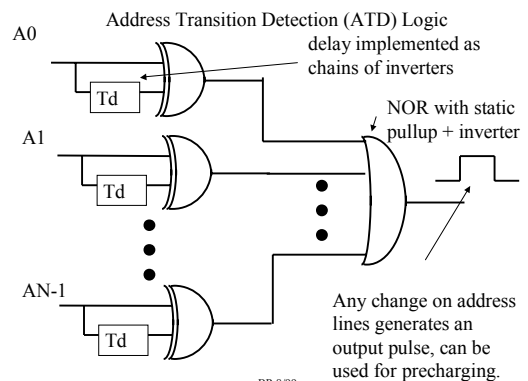 Address Transition Detection (ATD) Logic
A0
delay implemented as
chains of inverters
Td
NOR with static
pullup + inverter
A1
Td
AN-1
Td
Any change on address
lines generates an
output pulse, can be
used for precharging.